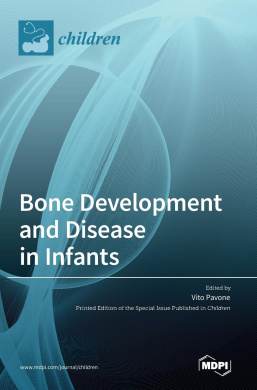 children
Bone Development
and Disease
in Infants
Edited by
Vito Pavone
Printed Edition of the Special Issue Published in Children
www.mdpi.com/journal/children
MDPI